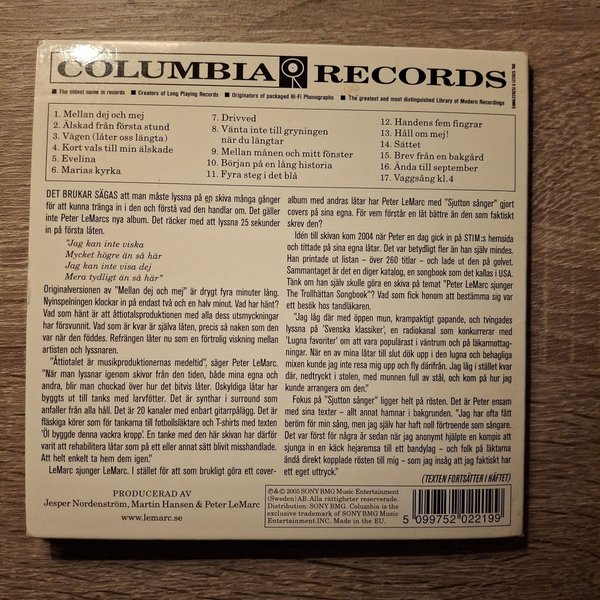 COLUMBIA RECORDS
■ The oldest name in records ■ Creators of Long Playing Records ■ Originators of packaged Hi-Fi Phonographs ■ The greatest and most distinguished Library of Modern Recordings
1. Mellan dej och mej
2. Älskad från första stund
3. Vägen (låter oss längta)
4. Kort vals till min älskade
5. Evelina
6. Marias kyrka
7. Drivved
8. Vänta inte till gryningen
när du längtar
9. Mellan månen och mitt fönster
10. Början på en lång historia
11. Fyra steg i det blå
12. Handens fem fingrar
13. Håll om mej!
14. Sättet
15. Brev från en bakgård
16. Ända till september
17. Vaggsång kl.4
DET BRUKAR SÄGAS att man måste lyssna på en skiva många gånger
för att kunna tränga in i den och förstå vad den handlar om. Det gäller
inte Peter LeMarcs nya album. Det räcker med att lyssna 25 sekunder
in på första låten.
"Jag kan inte viska
Mycket högre än så här
Jag kan inte visa dej
Mera tydligt än så här"
Originalversionen av "Mellan dej och mej" är drygt fyra minuter lång.
Nyinspelningen klockar in på endast två och en halv minut. Vad har hänt?
Vad som hänt är att åttiotalsproduktionen med alla dess utsmyckningar
har försvunnit. Vad som är kvar är själva låten, precis så naken som den
var när den föddes. Refrängen låter nu som en förtrolig viskning mellan
artisten och lyssnaren.
"Åttiotalet är musikproduktionernas medeltid", säger Peter LeMarc.
"När man lyssnar igenom skivor från den tiden, både mina egna och
andra, blir man chockad över hur det bitvis låter. Oskyldiga låtar har
byggts ut till tanks med larvfötter. Det är synthar i surround som
anfaller från alla håll. Det är 20 kanaler med enbart gitarrpålägg. Det är
fläskiga körer som för tankarna till fotbollsläktare och T-shirts med texten
'Öl byggde denna vackra kropp'. En tanke med den här skivan har därför
varit att rehabilitera låtar som på ett eller annat sätt blivit misshandlade.
Att helt enkelt ta hem dem igen."
LeMarc sjunger LeMarc. I stället för att som brukligt göra ett cover-
album med andras låtar har Peter LeMarc med "Sjutton sånger" gjort
covers på sina egna. För vem förstår en låt bättre än den som faktiskt
skrev den?
Idén till skivan kom 2004 när Peter en dag gick in på STIM:s hemsida
och tittade på sina egna låtar. Det var betydligt fler än han själv mindes.
Han printade ut listan – över 260 titlar – och lade ut den på golvet.
Sammantaget är det en diger katalog, en songbook som det kallas i USA.
Tänk om han själv skulle göra en skiva på temat "Peter LeMarc sjunger
The Trollhättan Songbook"? Vad som fick honom att bestämma sig var
ett besök hos tandläkaren.
"Jag låg där med öppen mun, krampaktigt gapande, och tvingades
lyssna på 'Svenska klassiker', en radiokanal som konkurrerar med
'Lugna favoriter' om att vara populärast i väntrum och på läkarmottag-
ningar. När en av mina låtar till slut dök upp i den lugna och behagliga
mixen kunde jag inte resa mig upp och fly därifrån. Jag låg i stället kvar
där, nedtryckt i stolen, med munnen full av stål, och kom på hur jag
kunde arrangera om den."
Fokus på "Sjutton sånger" ligger helt på rösten. Det är Peter ensam
med sina texter – allt annat hamnar i bakgrunden. "Jag har ofta fått
beröm för min sång, men jag själv har haft noll förtroende som sångare.
Det var först för några år sedan när jag anonymt hjälpte en kompis att
sjunga in en käck hejaremsa till ett bandylag – och folk på läktarna
ändå direkt kopplade rösten till mig – som jag insåg att jag faktiskt har
ett eget uttryck."
(TEXTEN FORTSÄTTER I HÄFTET)
PRODUCERAD AV
Jesper Nordenström, Martin Hansen & Peter LeMarc
www.lemarc.se
℗&© 2005 SONY BMG Music Entertainment
(Sweden) AB. Alla rättigheter reserverade.
Distribution: SONY BMG. Columbia is the
exclusive trademark of SONY BMG Music
Entertainment INC. Made in the EU.
5 099752 022199